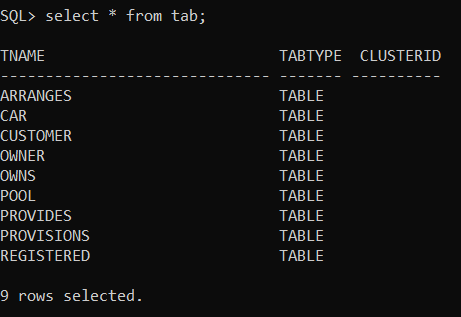 SQL> select * from tab;
TNAME                          TABTYPE  CLUSTERID
------------------------------ ------- ----------
ARRANGES                       TABLE
CAR                            TABLE
CUSTOMER                       TABLE
OWNER                          TABLE
OWNS                           TABLE
POOL                           TABLE
PROVIDES                       TABLE
PROVISIONS                     TABLE
REGISTERED                     TABLE
9 rows selected.